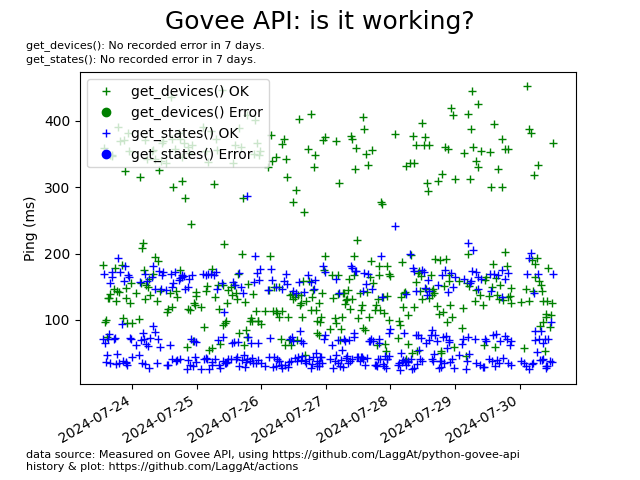 Govee API: is it working?
get_devices(): No recorded error in 7 days.
get_states(): No recorded error in 7 days.
get_devices() OK
get_devices() Error
get_states() OK
get_states() Error
Ping (ms)
400
300
200
100
2024-07-24
2024-07-25
2024-07-26
2024-07-27
2024-07-28
2024-07-29
2024-07-30
data source: Measured on Govee API, using https://github.com/LaggAt/python-govee-api
history & plot: https://github.com/LaggAt/actions